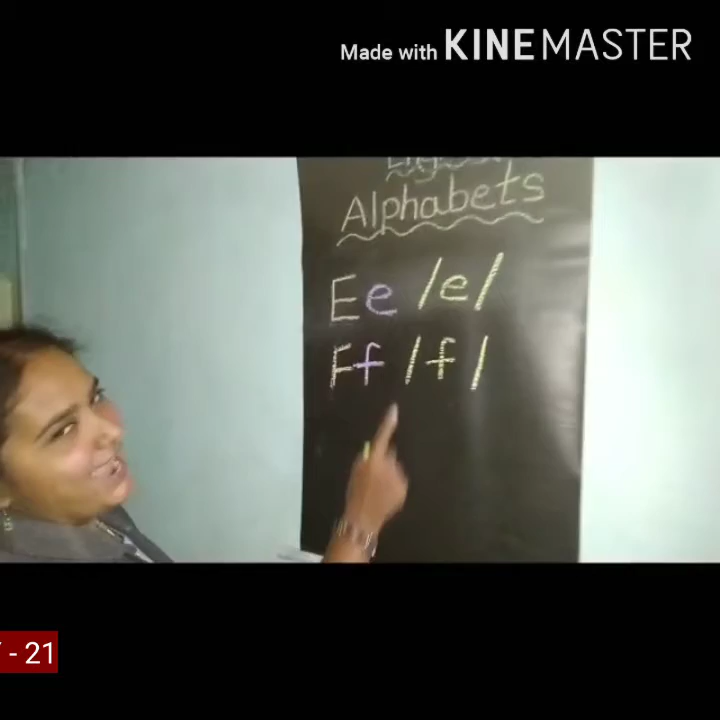 Made with KINEMASTER
Alphabets
Ee /e/
Ff /f/
- 21